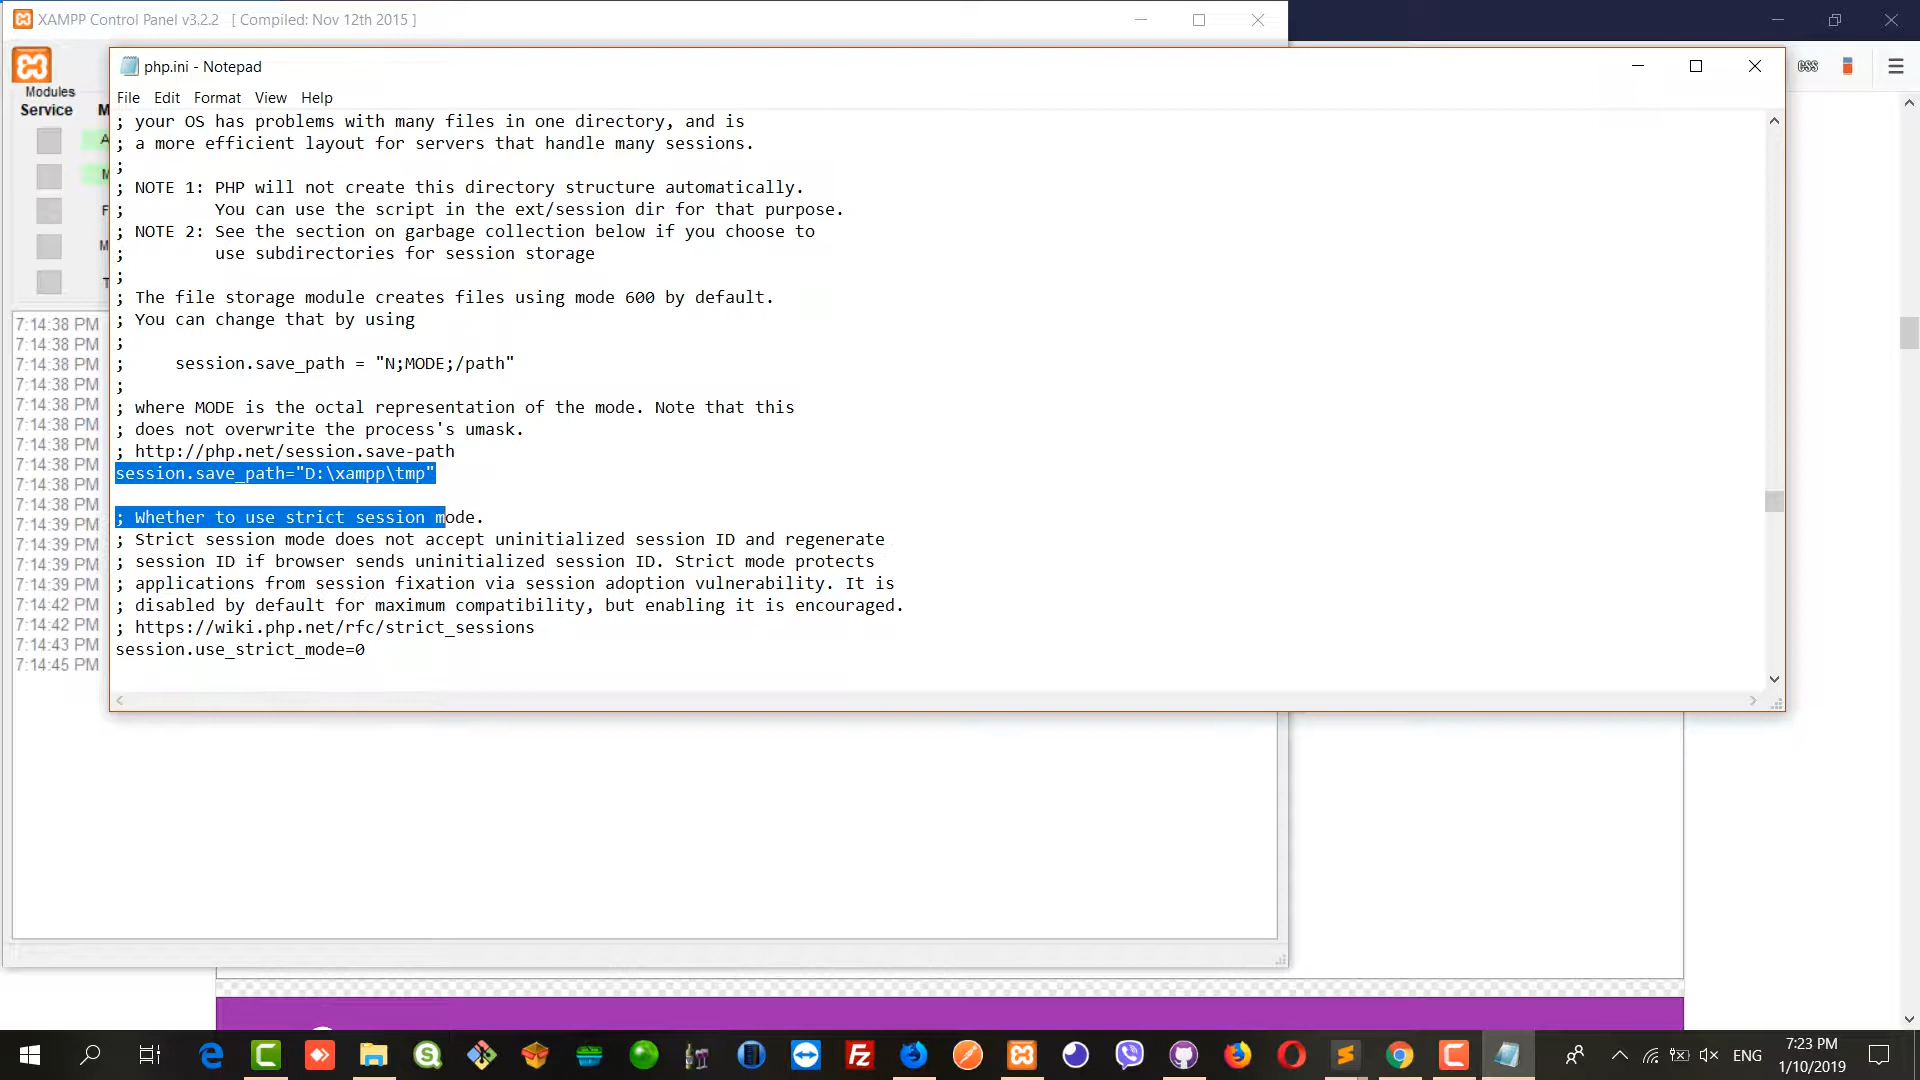 XAMPP Control Panel v3.2.2 [ Compiled: Nov 12th 2015 ]
php.ini - Notepad
css
Modules
Service
File Edit Format View Help
; your OS has problems with many files in one directory, and is
; a more efficient layout for servers that handle many sessions.
;
; NOTE 1: PHP will not create this directory structure automatically.
; You can use the script in the ext/session dir for that purpose.
; NOTE 2: See the section on garbage collection below if you choose to
; use subdirectories for session storage
;
; The file storage module creates files using mode 600 by default.
; You can change that by using
;
; session.save_path = "N;MODE;/path"
;
; where MODE is the octal representation of the mode. Note that this
; does not overwrite the process's umask.
; http://php.net/session.save-path
session.save_path="D:\xampp\tmp"
; Whether to use strict session mode.
; Strict session mode does not accept uninitialized session ID and regenerate
; session ID if browser sends uninitialized session ID. Strict mode protects
; applications from session fixation via session adoption vulnerability. It is
; disabled by default for maximum compatibility, but enabling it is encouraged.
; https://wiki.php.net/rfc/strict_sessions
session.use_strict_mode=0
7:14:38 PM
7:14:38 PM
7:14:38 PM
7:14:38 PM
7:14:38 PM
7:14:38 PM
7:14:38 PM
7:14:38 PM
7:14:38 PM
7:14:38 PM
7:14:39 PM
7:14:39 PM
7:14:39 PM
7:14:39 PM
7:14:42 PM
7:14:42 PM
7:14:43 PM
7:14:45 PM
ENG
7:23 PM
1/10/2019